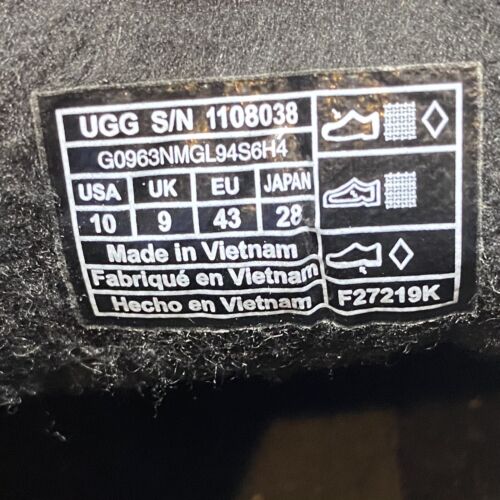 UGG S/N 1108038
G0963NMGL94S6H4
USA UK EU JAPAN
10 9 43 28
Made in Vietnam
Fabriqué en Vietnam
Hecho en Vietnam
F27219K